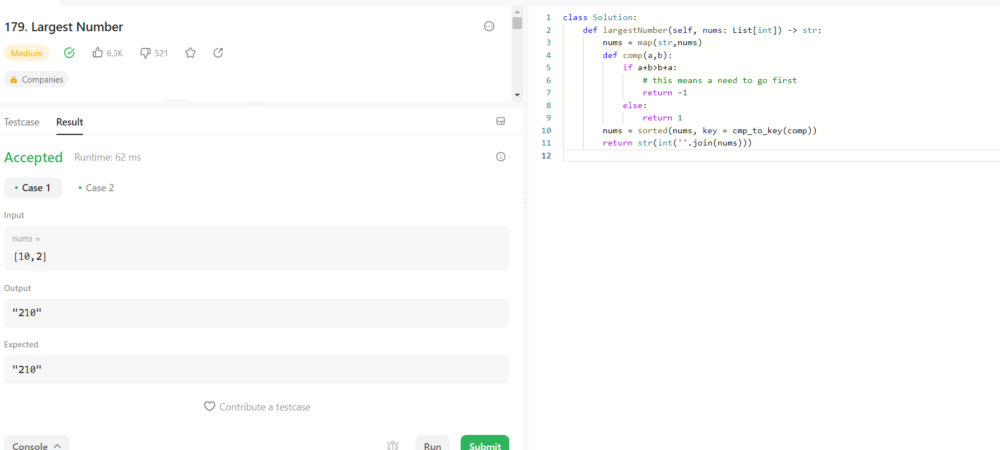 179. Largest Number
Medium 6.3K 521
Companies
Testcase Result
Accepted Runtime: 62 ms
• Case 1 • Case 2
Input
nums =
[10,2]
Output
"210"
Expected
"210"
Contribute a testcase
Console Run Submit
1 class Solution:
2 def largestNumber(self, nums: List[int]) -> str:
3 nums = map(str,nums)
4 def comp(a,b):
5 if a+b>b+a:
6 # this means a need to go first
7 return -1
8 else:
9 return 1
10 nums = sorted(nums, key = cmp_to_key(comp))
11 return str(int(''.join(nums)))
12